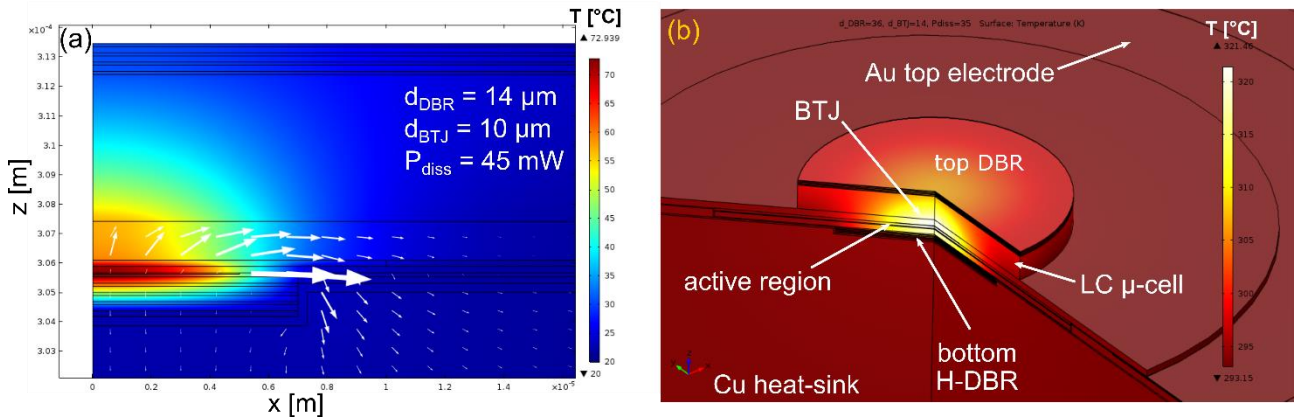 (a)
×10⁻⁴
T [°C]
▲ 72.939
3.13
3.12
3.11
3.1
3.09
3.08
3.07
3.06
3.05
3.04
3.03
z [m]
d_DBR = 14 µm
d_BTJ = 10 µm
P_diss = 45 mW
70
65
60
55
50
45
40
35
30
25
20
▼ 20
0
0.2
0.4
0.6
0.8
1
1.2
1.4
×10⁻⁵
x [m]
(b)
d_DBR=36, d_BTJ=14, Pdiss=35 Surface: Temperature (K)
T [°C]
▲ 321.46
Au top electrode
BTJ
top DBR
active region
LC µ-cell
bottom
H-DBR
Cu heat-sink
320
315
310
305
300
295
▼ 293.15
z
y
x